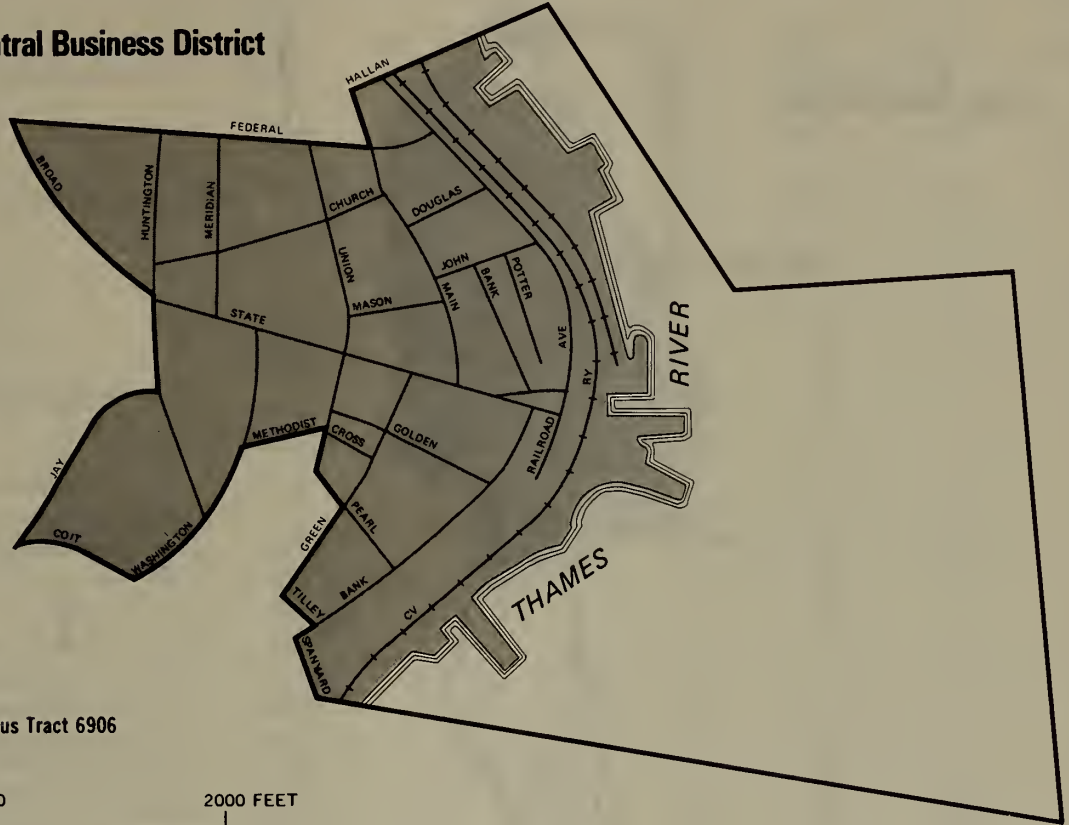 tral Business District
HALLAN
FEDERAL
BROAD
HUNTINGTON
MERIDIAN
CHURCH
DOUGLAS
UNION
JOHN
MAIN
BANK
POTTER
MASON
STATE
AVE
RY
RIVER
METHODIST
CROSS
GOLDEN
RAILROAD
JAY
COIT
WASHINGTON
GREEN
PEARL
TILLEY
BANK
SPANYARD
CV
THAMES
us Tract 6906
0
2000 FEET